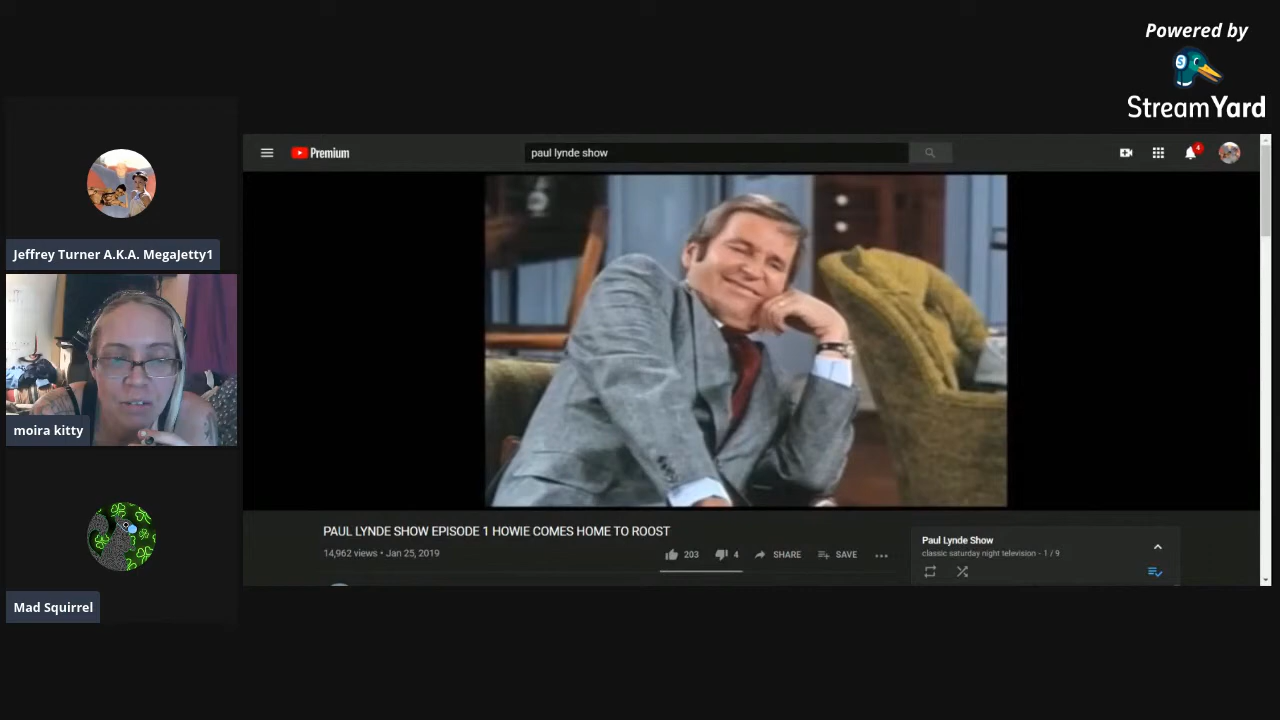 Powered by
StreamYard
Premium
paul lynde show
4
Jeffrey Turner A.K.A. MegaJetty1
moira kitty
Mad Squirrel
PAUL LYNDE SHOW EPISODE 1 HOWIE COMES HOME TO ROOST
14,962 views • Jan 25, 2019
203
4
SHARE
SAVE
Paul Lynde Show
classic saturday night television - 1 / 9